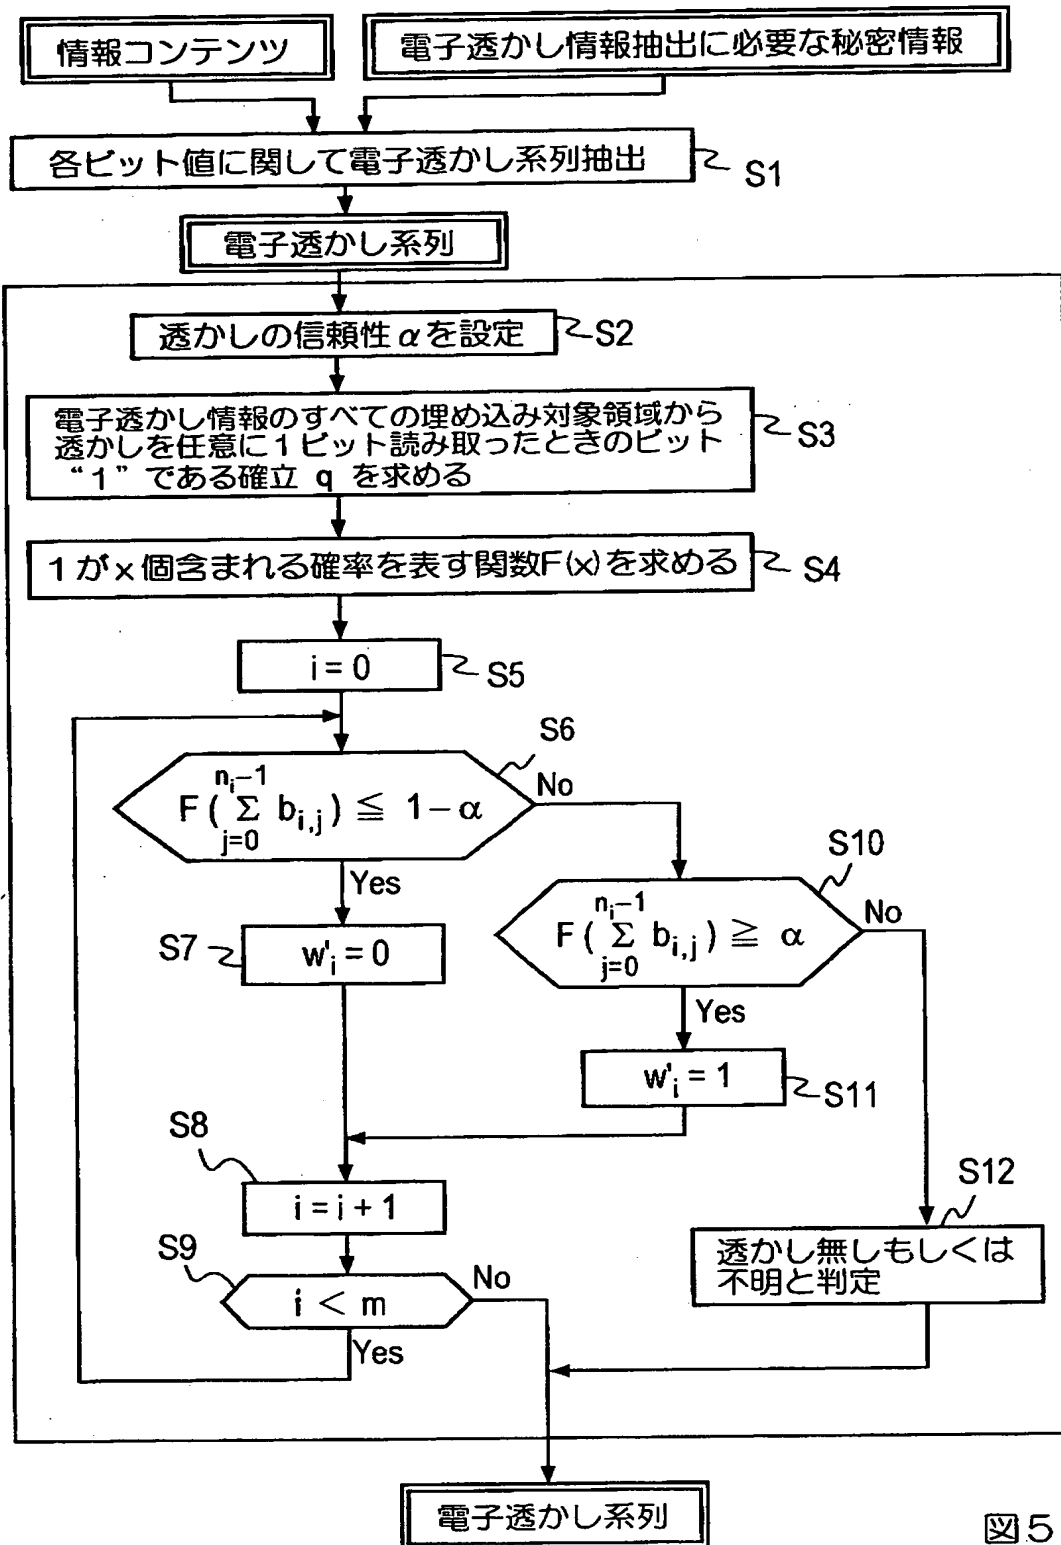 情報コンテンツ
電子透かし情報抽出に必要な秘密情報
各ビット値に関して電子透かし系列抽出
S1
電子透かし系列
透かしの信頼性αを設定
S2
電子透かし情報のすべての埋め込み対象領域から
透かしを任意に1ビット読み取ったときのビット
“1”である確立 q を求める
S3
1がx個含まれる確率を表す関数F(x)を求める
S4
i = 0
S5
S6
F( Σ_{j=0}^{n_i−1} b_{i,j} ) ≦ 1−α
No
Yes
S10
F( Σ_{j=0}^{n_i−1} b_{i,j} ) ≧ α
No
Yes
S7
w'_i = 0
w'_i = 1
S11
S8
i = i + 1
S12
透かし無しもしくは
不明と判定
S9
i < m
No
Yes
電子透かし系列
図5